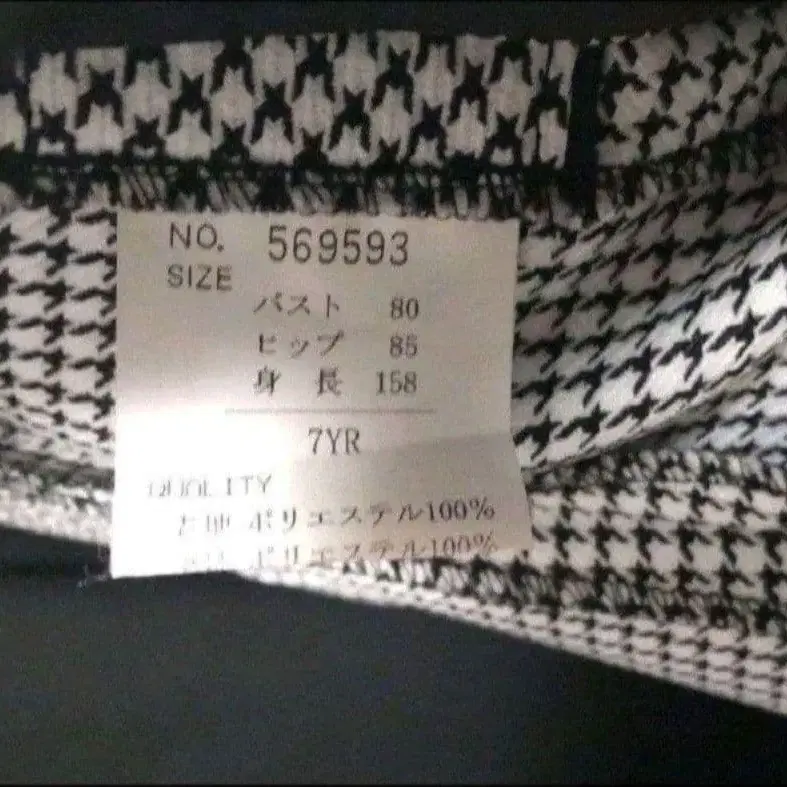 NO. 569593
SIZE
バスト 80
ヒップ 85
身長 158
7YR
QUALITY
ポリエステル100%
ポリエステル100%